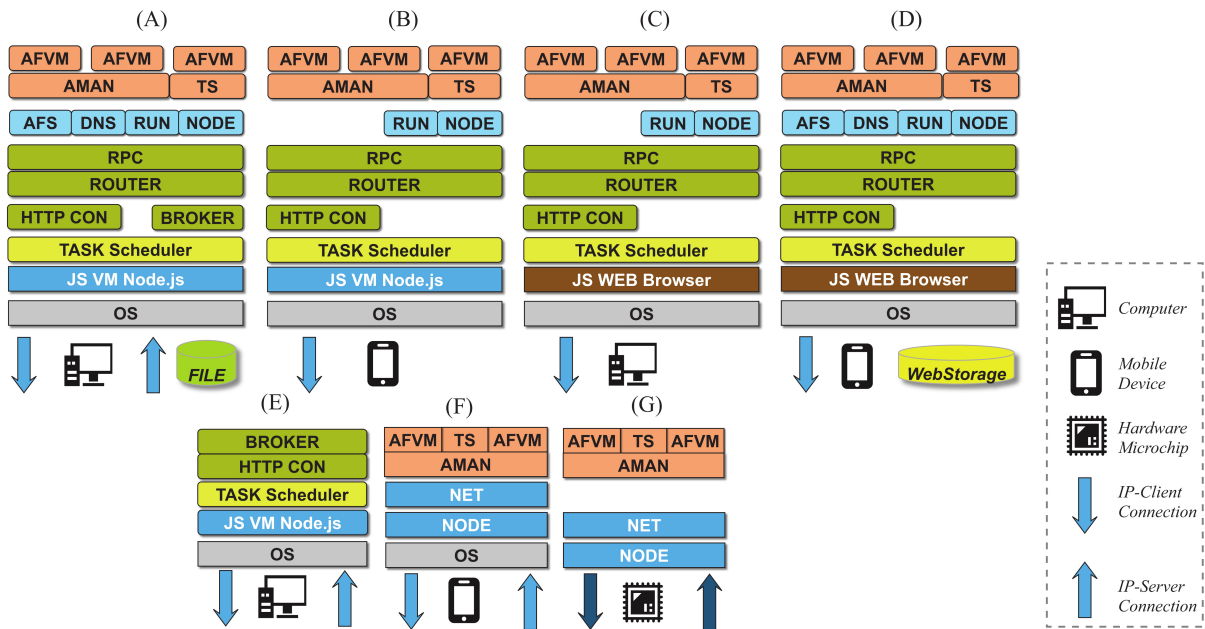 (A) (B) (C) (D)
AFVM AFVM AFVM AFVM AFVM AFVM AFVM AFVM AFVM AFVM AFVM AFVM
AMAN TS AMAN TS AMAN TS AMAN TS
AFS DNS RUN NODE RUN NODE RUN NODE AFS DNS RUN NODE
RPC RPC RPC RPC
ROUTER ROUTER ROUTER ROUTER
HTTP CON BROKER HTTP CON HTTP CON HTTP CON
TASK Scheduler TASK Scheduler TASK Scheduler TASK Scheduler
JS VM Node.js JS VM Node.js JS WEB Browser JS WEB Browser
OS OS OS OS
FILE WebStorage
(E) (F) (G)
BROKER AFVM TS AFVM AFVM TS AFVM
HTTP CON AMAN AMAN
TASK Scheduler NET
JS VM Node.js NODE NET
OS OS NODE
Computer
Mobile
Device
Hardware
Microchip
IP-Client
Connection
IP-Server
Connection